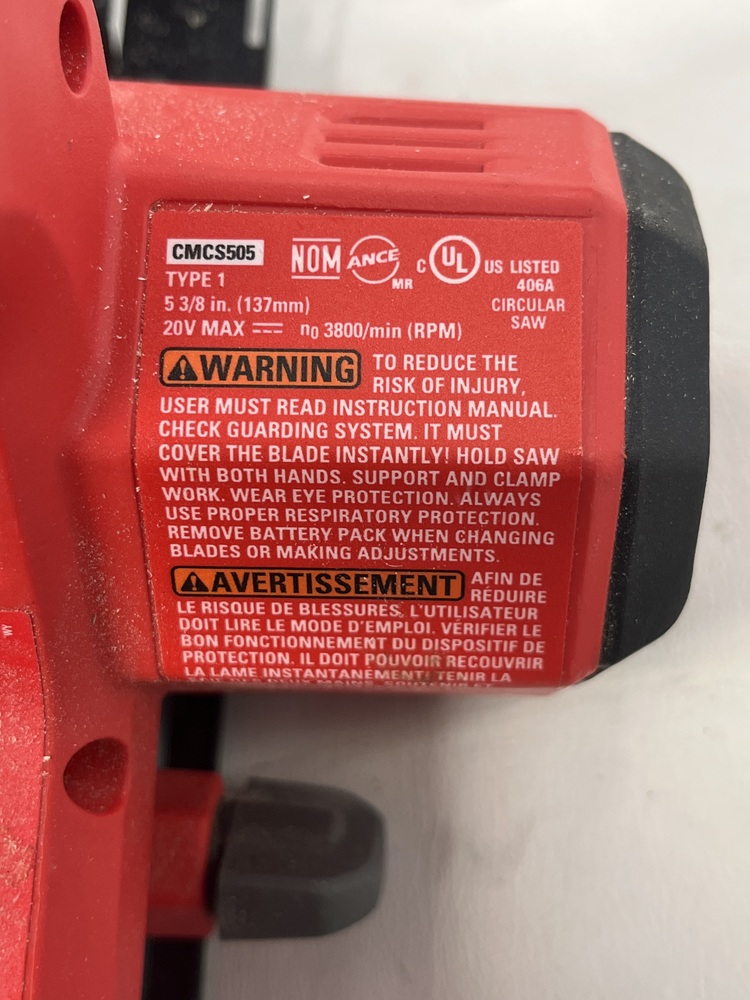 CMCS505
NOM ANCE MR C UL US LISTED
TYPE 1
406A
5 3/8 in. (137mm)
CIRCULAR
SAW
20V MAX n0 3800/min (RPM)
WARNING TO REDUCE THE
RISK OF INJURY,
USER MUST READ INSTRUCTION MANUAL.
CHECK GUARDING SYSTEM. IT MUST
COVER THE BLADE INSTANTLY! HOLD SAW
WITH BOTH HANDS. SUPPORT AND CLAMP
WORK. WEAR EYE PROTECTION. ALWAYS
USE PROPER RESPIRATORY PROTECTION.
REMOVE BATTERY PACK WHEN CHANGING
BLADES OR MAKING ADJUSTMENTS.
AVERTISSEMENT AFIN DE
RÉDUIRE
LE RISQUE DE BLESSURES, L'UTILISATEUR
DOIT LIRE LE MODE D'EMPLOI. VÉRIFIER LE
BON FONCTIONNEMENT DU DISPOSITIF DE
PROTECTION. IL DOIT POUVOIR RECOUVRIR
LA LAME INSTANTANÉMENT! TENIR LA